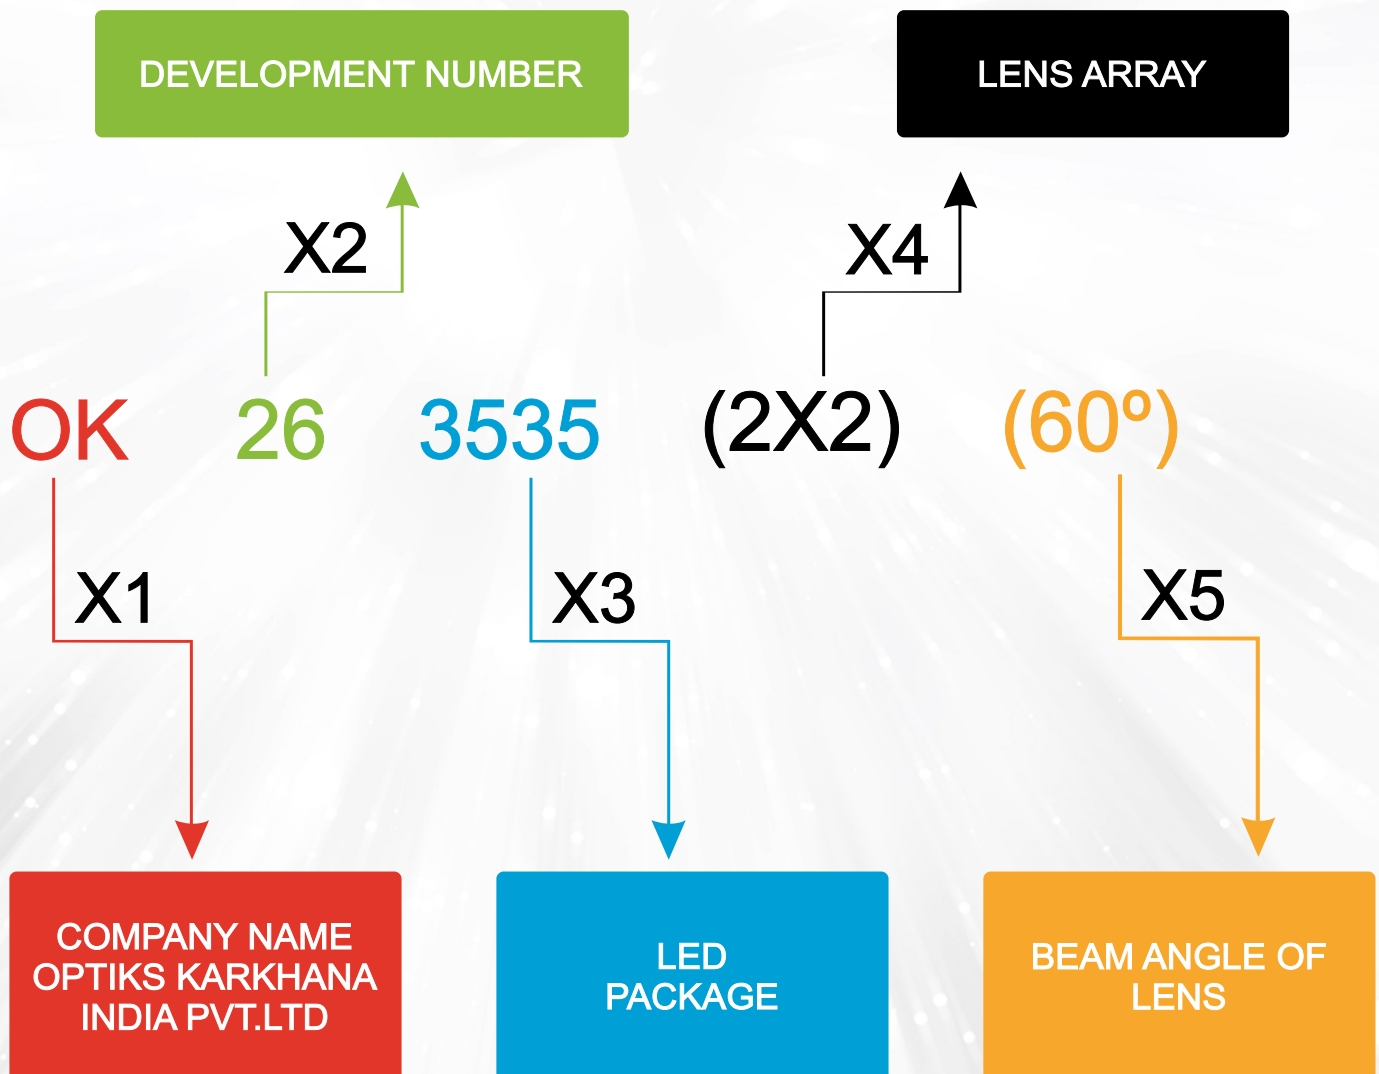 DEVELOPMENT NUMBER
LENS ARRAY
X2
X4
OK 26 3535 (2X2) (60º)
X1
X3
X5
COMPANY NAME
OPTIKS KARKHANA
INDIA PVT.LTD
LED
PACKAGE
BEAM ANGLE OF
LENS